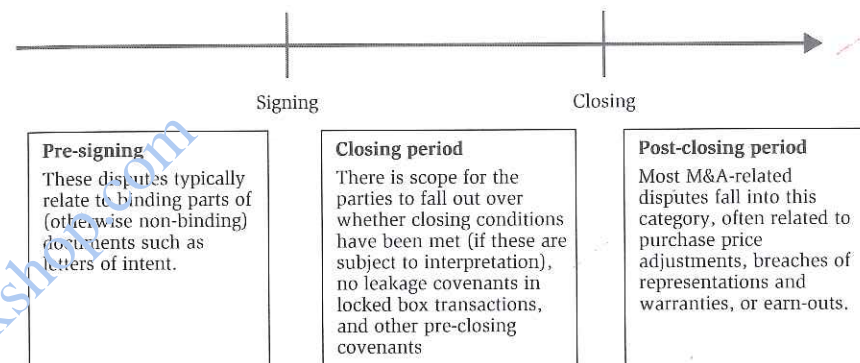 Signing
Closing
Pre-signing
These disputes typically
relate to binding parts of
(otherwise non-binding)
documents such as
letters of intent.
Closing period
There is scope for the
parties to fall out over
whether closing conditions
have been met (if these are
subject to interpretation),
no leakage covenants in
locked box transactions,
and other pre-closing
covenants
Post-closing period
Most M&A-related
disputes fall into this
category, often related to
purchase price
adjustments, breaches of
representations and
warranties, or earn-outs.
kshop.com